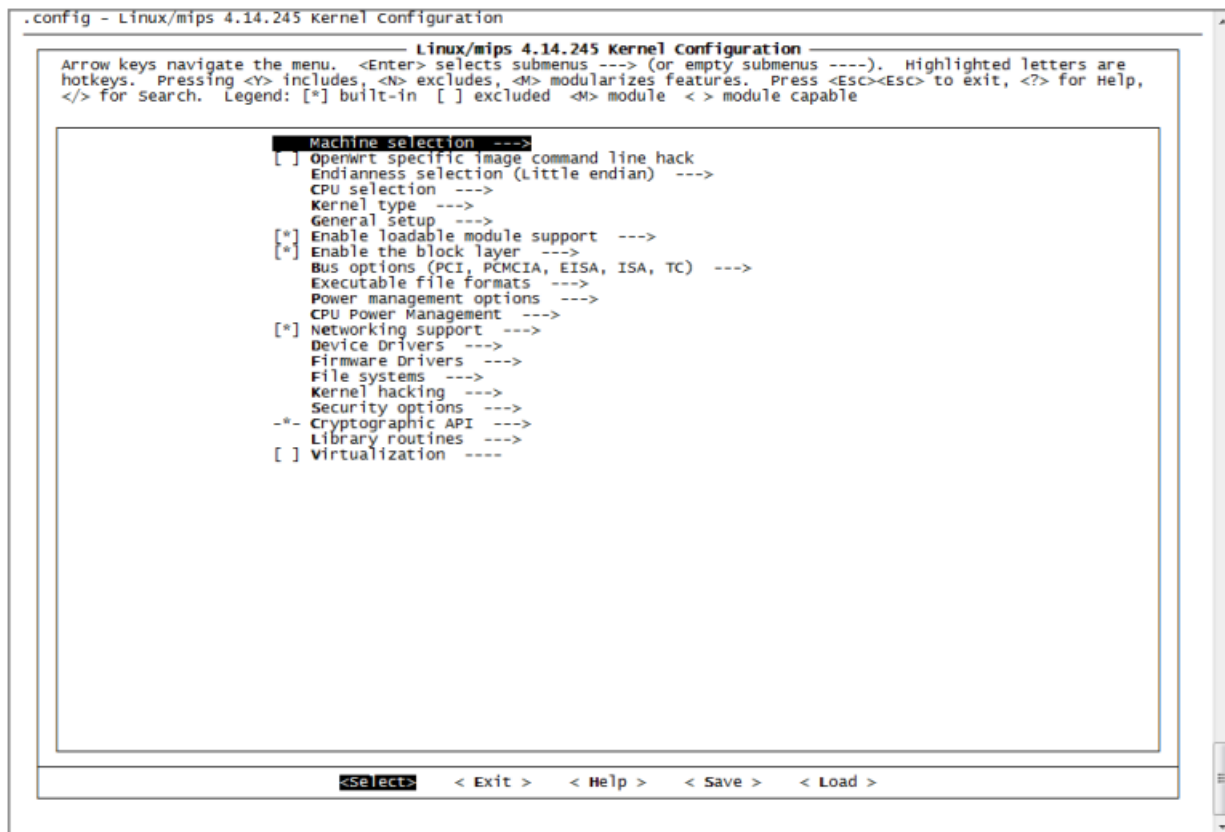 .config - Linux/mips 4.14.245 Kernel Configuration
Linux/mips 4.14.245 Kernel Configuration
Arrow keys navigate the menu.  <Enter> selects submenus ---> (or empty submenus ----).  Highlighted letters are
hotkeys.  Pressing <Y> includes, <N> excludes, <M> modularizes features.  Press <Esc><Esc> to exit, <?> for Help,
</> for Search.  Legend: [*] built-in  [ ] excluded  <M> module  < > module capable
Machine selection  --->
[ ] OpenWrt specific image command line hack
Endianness selection (Little endian)  --->
CPU selection  --->
Kernel type  --->
General setup  --->
[*] Enable loadable module support  --->
[*] Enable the block layer  --->
Bus options (PCI, PCMCIA, EISA, ISA, TC)  --->
Executable file formats  --->
Power management options  --->
CPU Power Management  --->
[*] Networking support  --->
Device Drivers  --->
Firmware Drivers  --->
File systems  --->
Kernel hacking  --->
Security options  --->
-*- Cryptographic API  --->
Library routines  --->
[ ] Virtualization  ----
<Select>    < Exit >    < Help >    < Save >    < Load >